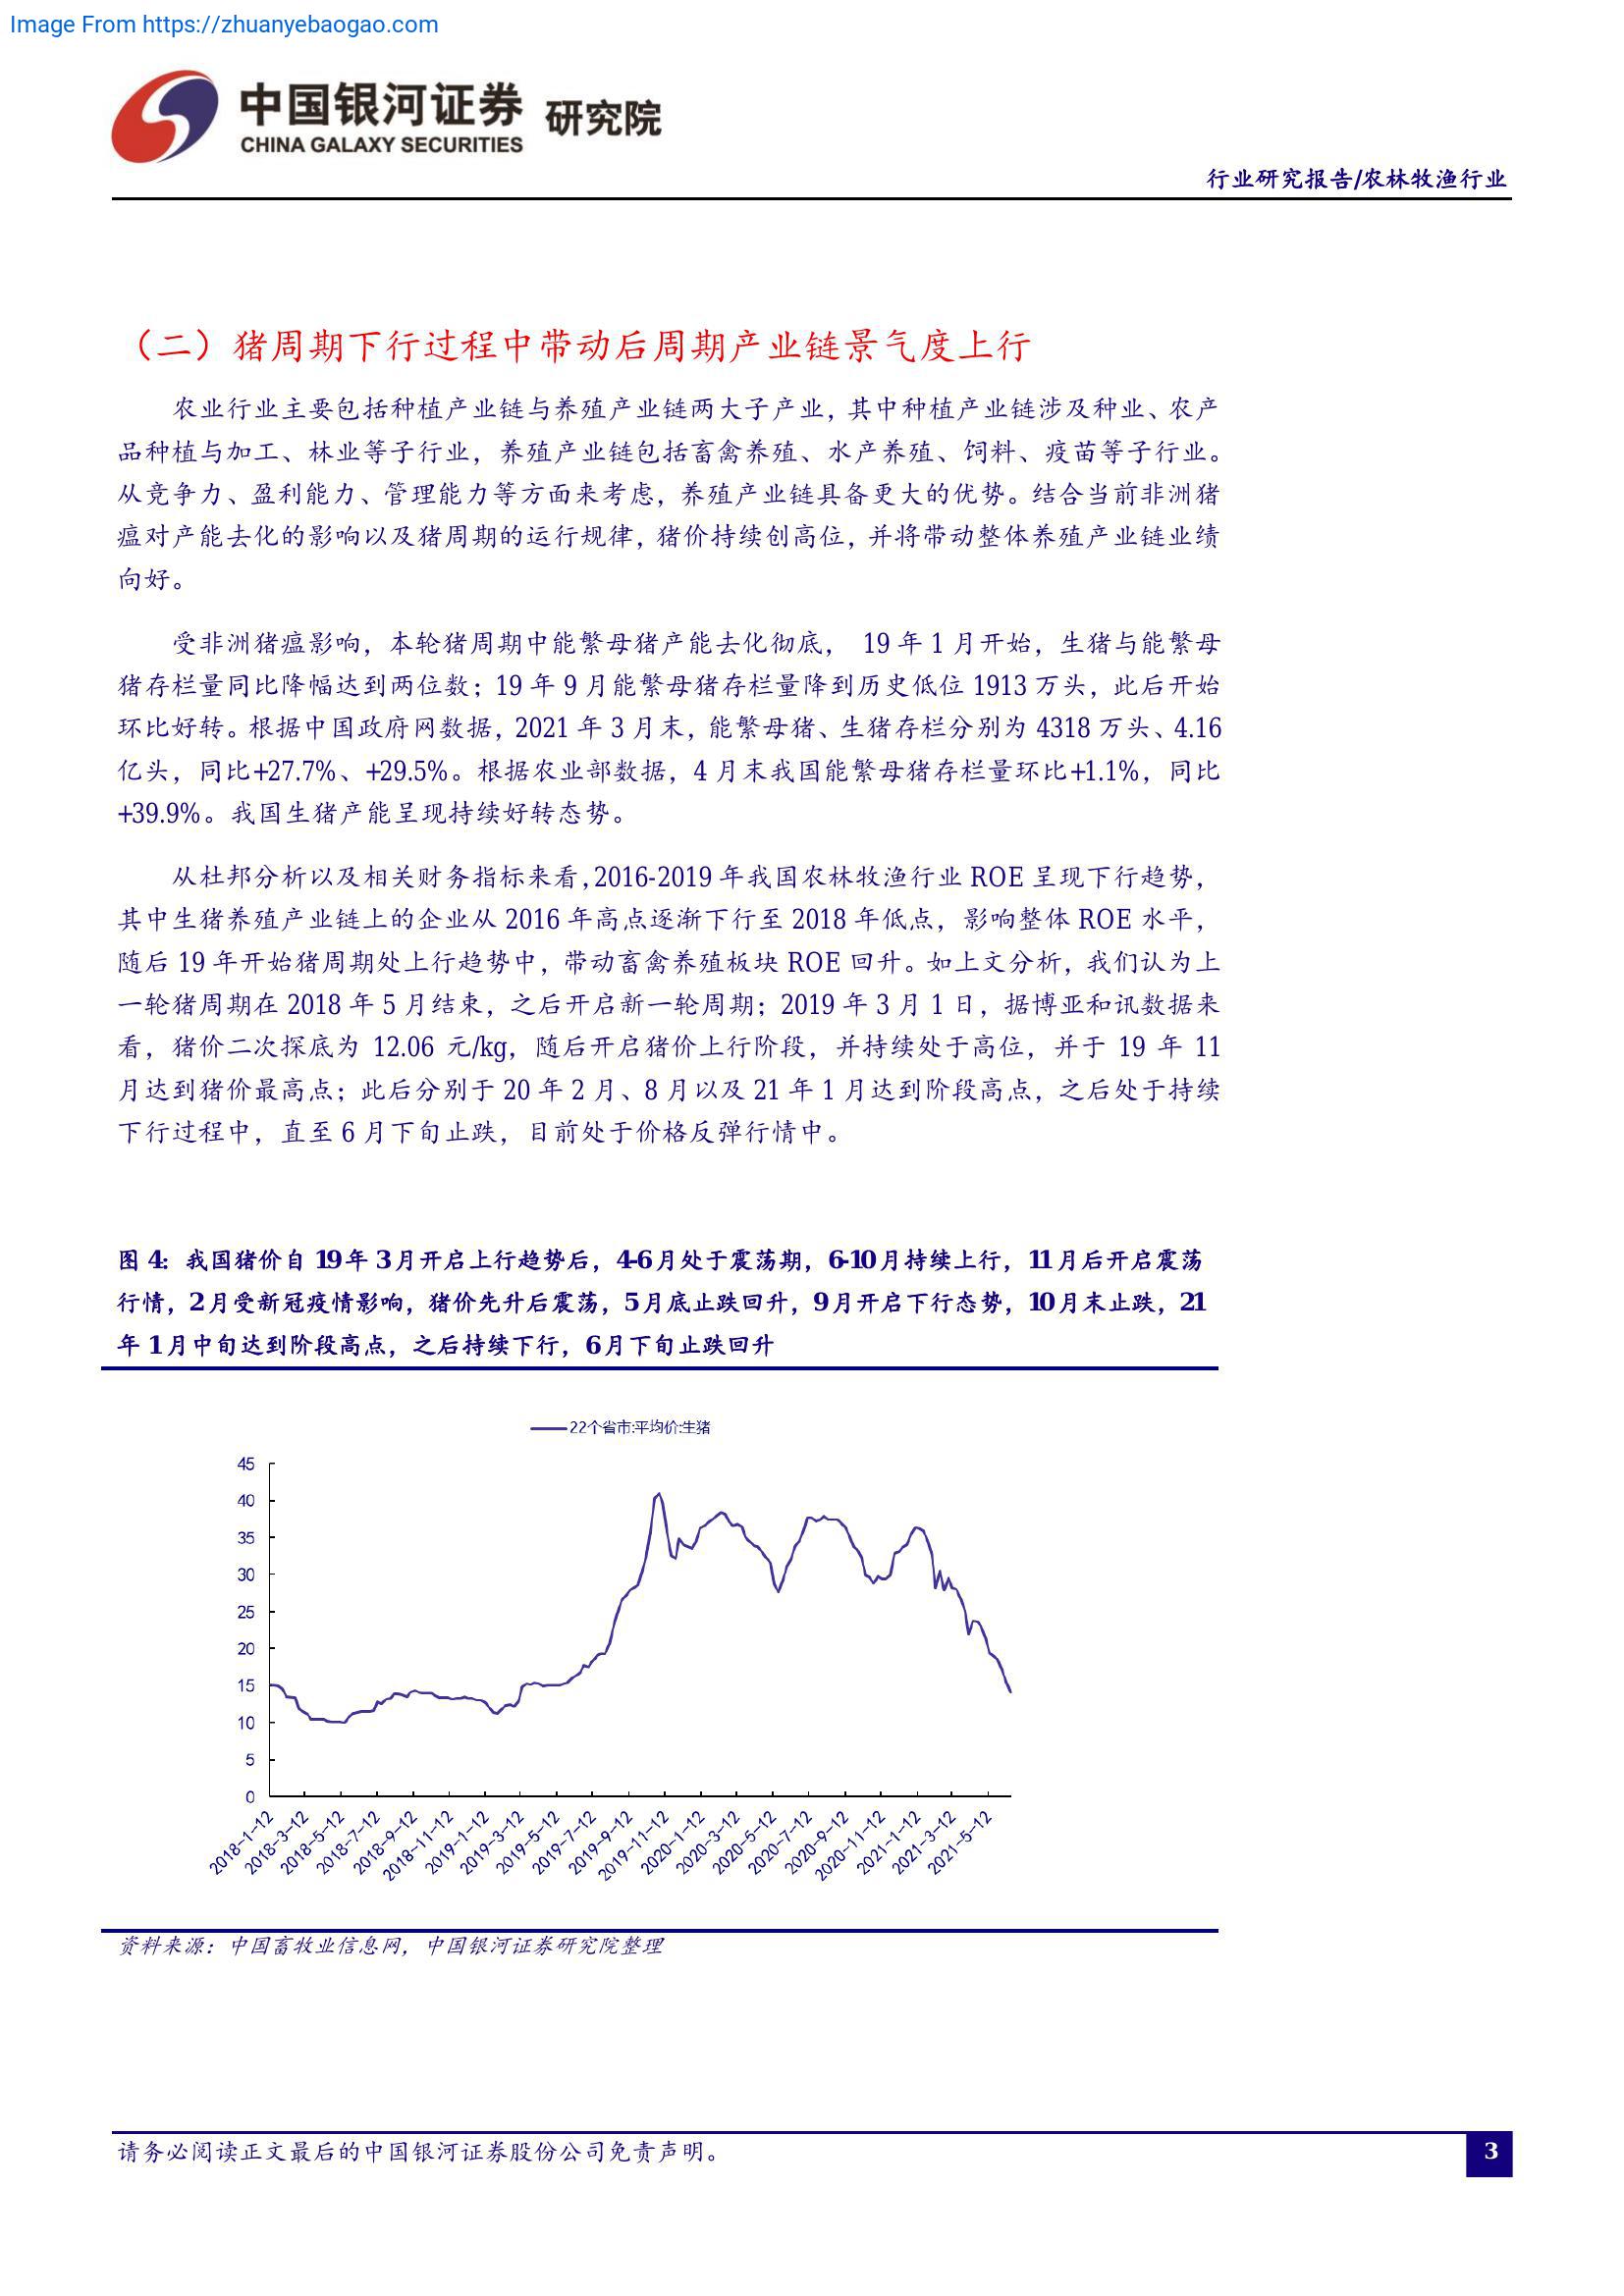 Image From https://zhuanyebaogao.com
中国银河证券 研究院
CHINA GALAXY SECURITIES
行业研究报告/农林牧渔行业
（二）猪周期下行过程中带动后周期产业链景气度上行
农业行业主要包括种植产业链与养殖产业链两大子产业，其中种植产业链涉及种业、农产
品种植与加工、林业等子行业，养殖产业链包括畜禽养殖、水产养殖、饲料、疫苗等子行业。
从竞争力、盈利能力、管理能力等方面来考虑，养殖产业链具备更大的优势。结合当前非洲猪
瘟对产能去化的影响以及猪周期的运行规律，猪价持续创高位，并将带动整体养殖产业链业绩
向好。
受非洲猪瘟影响，本轮猪周期中能繁母猪产能去化彻底， 19 年 1 月开始，生猪与能繁母
猪存栏量同比降幅达到两位数；19 年 9 月能繁母猪存栏量降到历史低位 1913 万头，此后开始
环比好转。根据中国政府网数据，2021 年 3 月末，能繁母猪、生猪存栏分别为 4318 万头、4.16
亿头，同比+27.7%、+29.5%。根据农业部数据，4 月末我国能繁母猪存栏量环比+1.1%，同比
+39.9%。我国生猪产能呈现持续好转态势。
从杜邦分析以及相关财务指标来看，2016-2019 年我国农林牧渔行业 ROE 呈现下行趋势，
其中生猪养殖产业链上的企业从 2016 年高点逐渐下行至 2018 年低点，影响整体 ROE 水平，
随后 19 年开始猪周期处上行趋势中，带动畜禽养殖板块 ROE 回升。如上文分析，我们认为上
一轮猪周期在 2018 年 5 月结束，之后开启新一轮周期；2019 年 3 月 1 日，据博亚和讯数据来
看，猪价二次探底为 12.06 元/kg，随后开启猪价上行阶段，并持续处于高位，并于 19 年 11
月达到猪价最高点；此后分别于 20 年 2 月、8 月以及 21 年 1 月达到阶段高点，之后处于持续
下行过程中，直至 6 月下旬止跌，目前处于价格反弹行情中。
图 4：我国猪价自 19 年 3 月开启上行趋势后，4-6 月处于震荡期，6-10 月持续上行，11 月后开启震荡
行情，2 月受新冠疫情影响，猪价先升后震荡，5 月底止跌回升，9 月开启下行态势，10 月末止跌，21
年 1 月中旬达到阶段高点，之后持续下行，6 月下旬止跌回升
22个省市:平均价:生猪
45
40
35
30
25
20
15
10
5
0
2018-1-12
2018-3-12
2018-5-12
2018-7-12
2018-9-12
2018-11-12
2019-1-12
2019-3-12
2019-5-12
2019-7-12
2019-9-12
2019-11-12
2020-1-12
2020-3-12
2020-5-12
2020-7-12
2020-9-12
2020-11-12
2021-1-12
2021-3-12
2021-5-12
资料来源：中国畜牧业信息网，中国银河证券研究院整理
请务必阅读正文最后的中国银河证券股份公司免责声明。
3